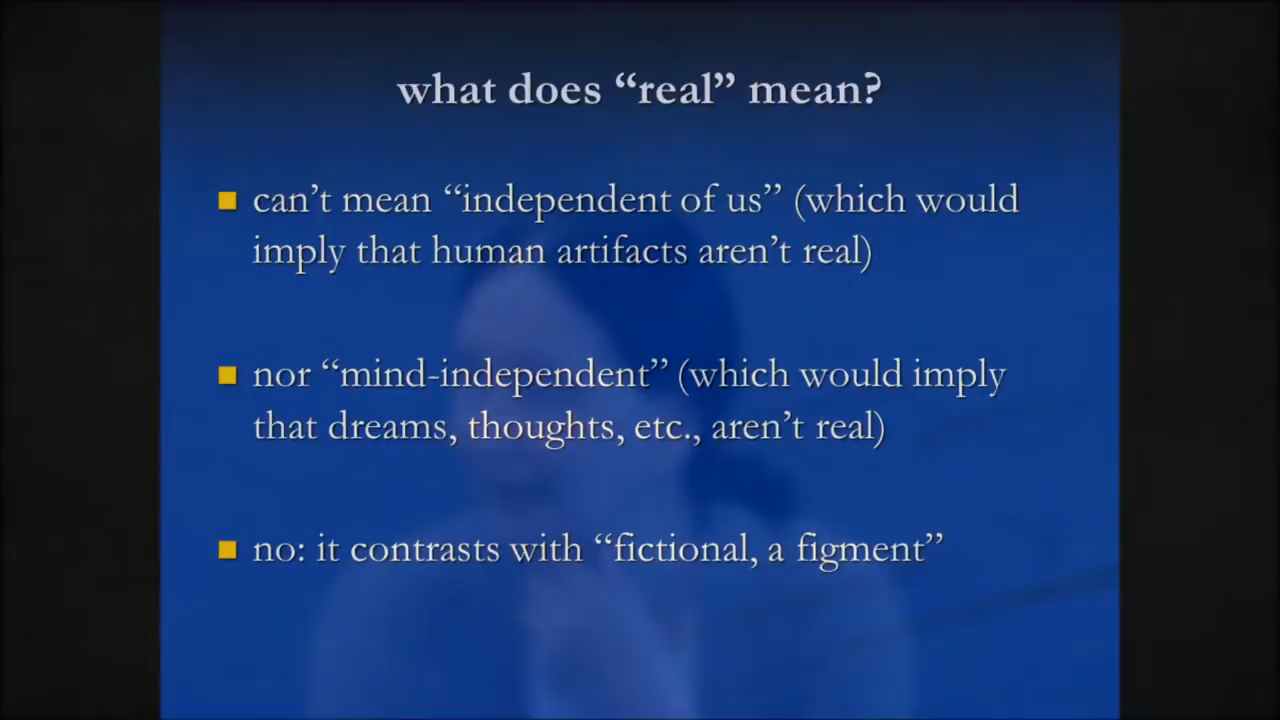 what does “real” mean?
can’t mean “independent of us” (which would
imply that human artifacts aren’t real)
nor “mind-independent” (which would imply
that dreams, thoughts, etc., aren’t real)
no: it contrasts with “fictional, a figment”